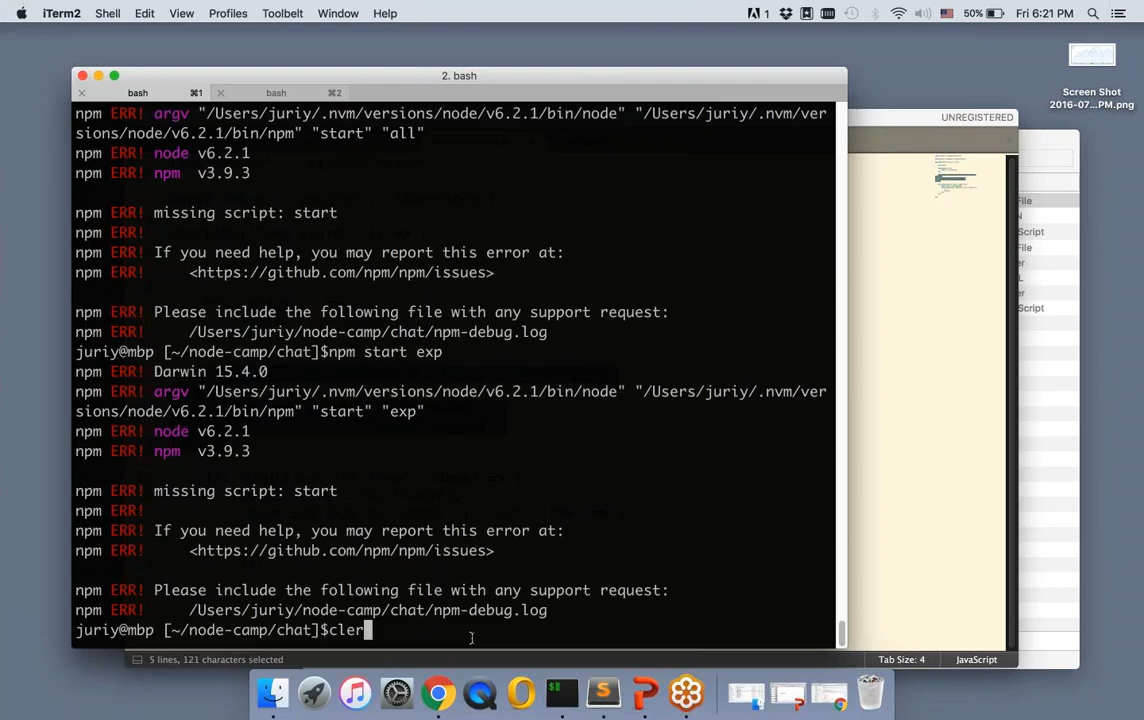 iTerm2 Shell Edit View Profiles Toolbelt Window Help
1 50% Fri 6:21 PM
2. bash
bash ⌘1 bash ⌘2
npm ERR! argv "/Users/juriy/.nvm/versions/node/v6.2.1/bin/node" "/Users/juriy/.nvm/ver
sions/node/v6.2.1/bin/npm" "start" "all"
npm ERR! node v6.2.1
npm ERR! npm  v3.9.3
npm ERR! missing script: start
npm ERR!
npm ERR! If you need help, you may report this error at:
npm ERR!     <https://github.com/npm/npm/issues>
npm ERR! Please include the following file with any support request:
npm ERR!     /Users/juriy/node-camp/chat/npm-debug.log
juriy@mbp [~/node-camp/chat]$npm start exp
npm ERR! Darwin 15.4.0
npm ERR! argv "/Users/juriy/.nvm/versions/node/v6.2.1/bin/node" "/Users/juriy/.nvm/ver
sions/node/v6.2.1/bin/npm" "start" "exp"
npm ERR! node v6.2.1
npm ERR! npm  v3.9.3
npm ERR! missing script: start
npm ERR!
npm ERR! If you need help, you may report this error at:
npm ERR!     <https://github.com/npm/npm/issues>
npm ERR! Please include the following file with any support request:
npm ERR!     /Users/juriy/node-camp/chat/npm-debug.log
juriy@mbp [~/node-camp/chat]$cler
Screen Shot
2016-07...PM.png
UNREGISTERED
File
N
Script
File
er
L
er
Script
5 lines, 121 characters selected
Tab Size: 4 JavaScript